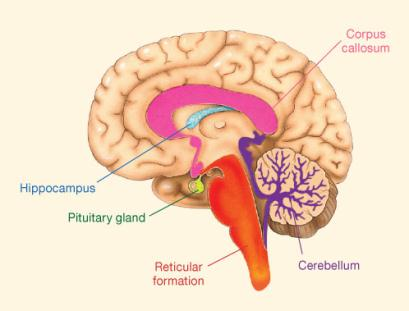 Corpus
callosum
Hippocampus
Pituitary gland
Reticular
formation
Cerebellum